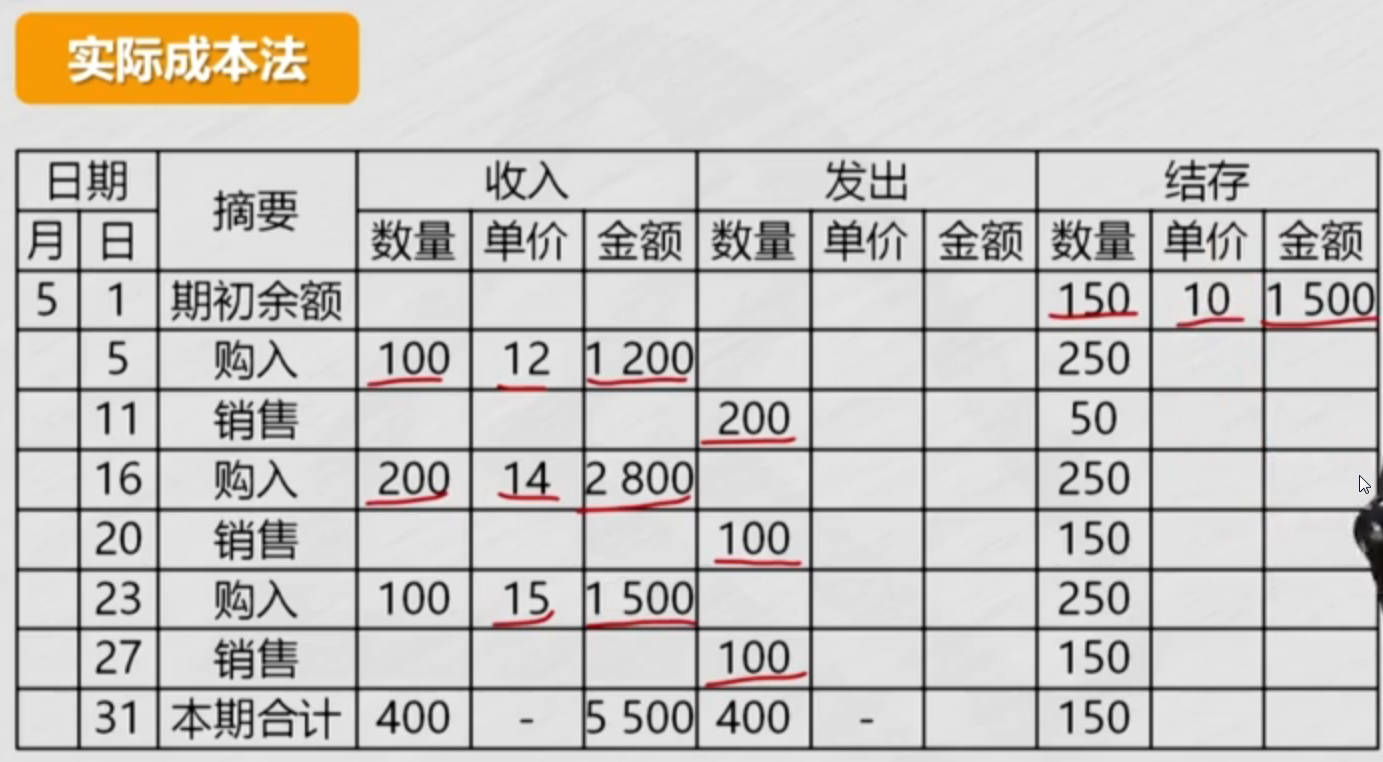 实际成本法
日期 摘要 收入 发出 结存
月 日 数量 单价 金额 数量 单价 金额 数量 单价 金额
5 1 期初余额 150 10 1 500
5 购入 100 12 1 200 250
11 销售 200 50
16 购入 200 14 2 800 250
20 销售 100 150
23 购入 100 15 1 500 250
27 销售 100 150
31 本期合计 400 - 5 500 400 - 150